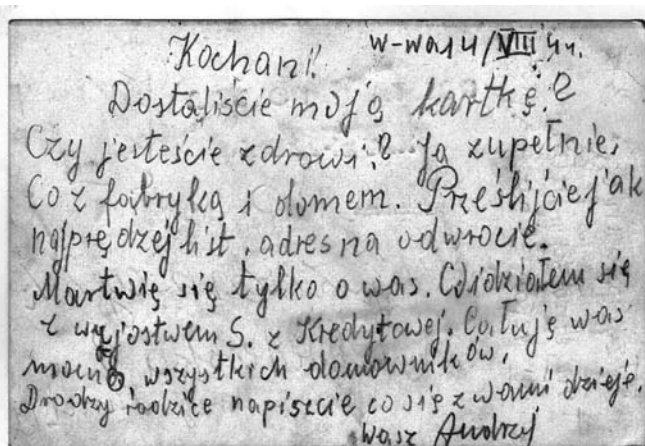 Kochani! W-wa 14/VIII 44.
Dostaliście moją kartkę?
Czy jesteście zdrowi? Ja zupełnie.
Co z fabryką i domem. Prześlijcie jak
najprędzej list, adres na odwrocie.
Martwię się tylko o was. Widziałem się
z wujostwem S. z Kredytowej. Całuję was
mocno, wszystkich domowników.
Drodzy rodzice napiszcie co się z wami dzieje.
Wasz Andrzej